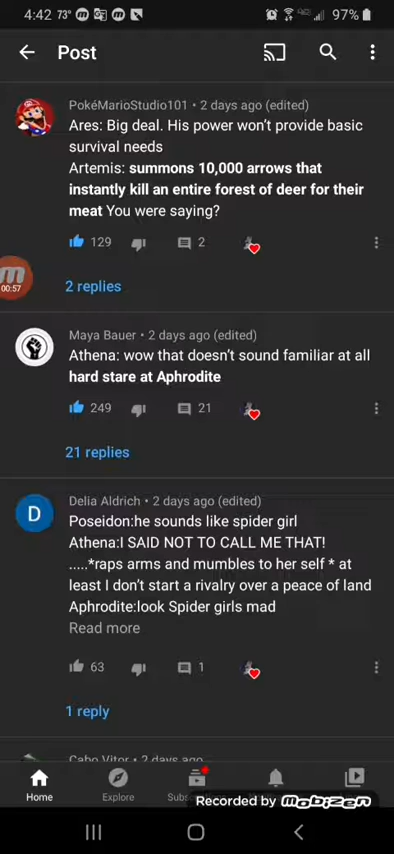 4:42 73° 97%
Post
PokéMarioStudio101 • 2 days ago (edited)
Ares: Big deal. His power won't provide basic
survival needs
Artemis: summons 10,000 arrows that
instantly kill an entire forest of deer for their
meat You were saying?
129 2
00:57
2 replies
Maya Bauer • 2 days ago (edited)
Athena: wow that doesn't sound familiar at all
hard stare at Aphrodite
249 21
21 replies
D
Delia Aldrich • 2 days ago (edited)
Poseidon:he sounds like spider girl
Athena:I SAID NOT TO CALL ME THAT!
.....*raps arms and mumbles to her self * at
least I don't start a rivalry over a peace of land
Aphrodite:look Spider girls mad
Read more
63 1
1 reply
Cabo Vitor • 2 days ago
Home Explore Subs
Recorded by mobizen